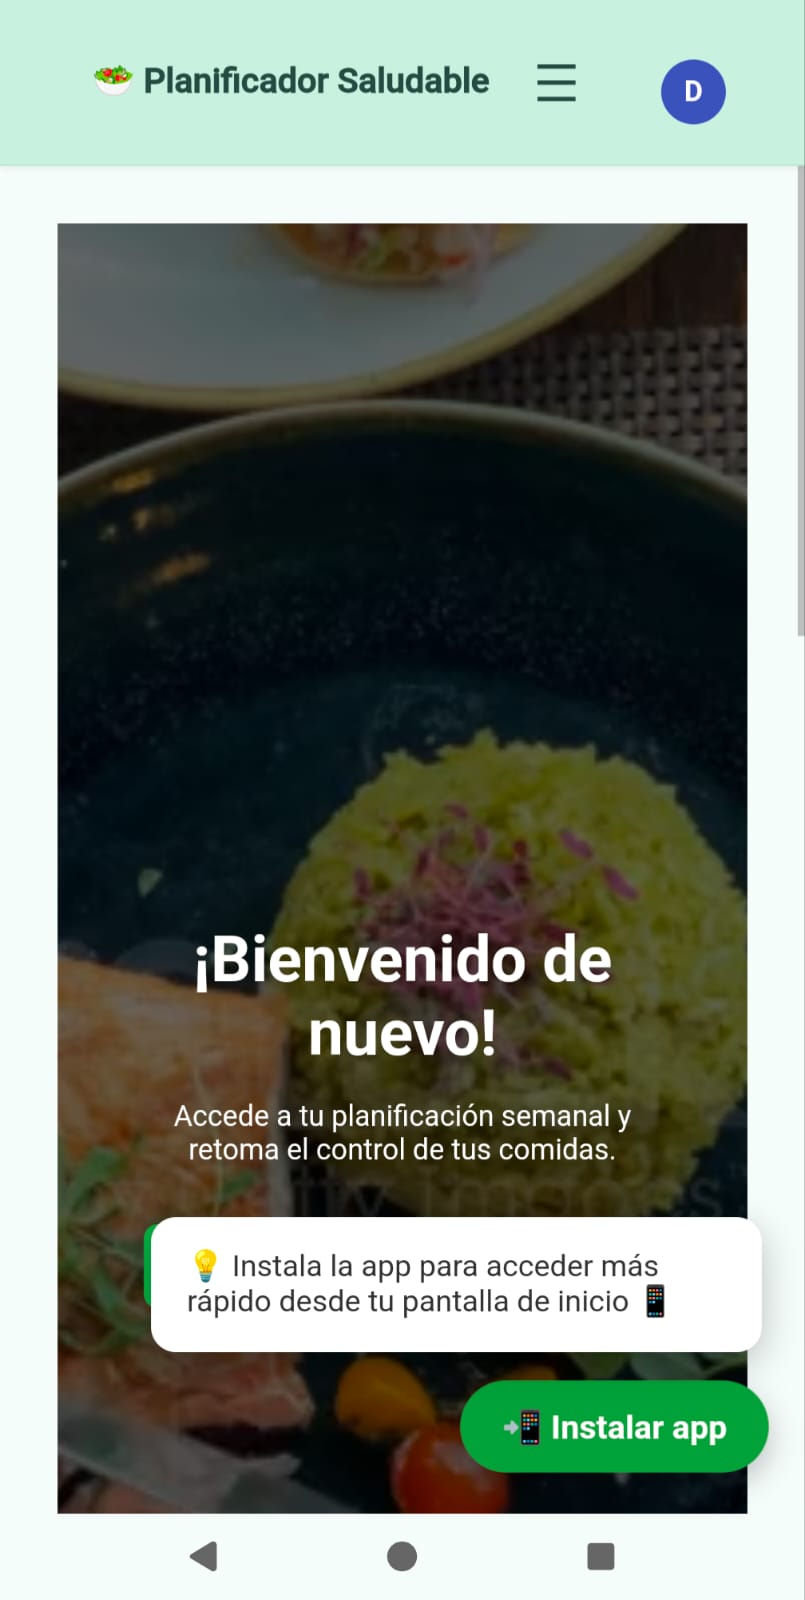 🥗 Planificador Saludable
D
¡Bienvenido de
nuevo!
Accede a tu planificación semanal y
retoma el control de tus comidas.
💡 Instala la app para acceder más
rápido desde tu pantalla de inicio 📱
📲 Instalar app